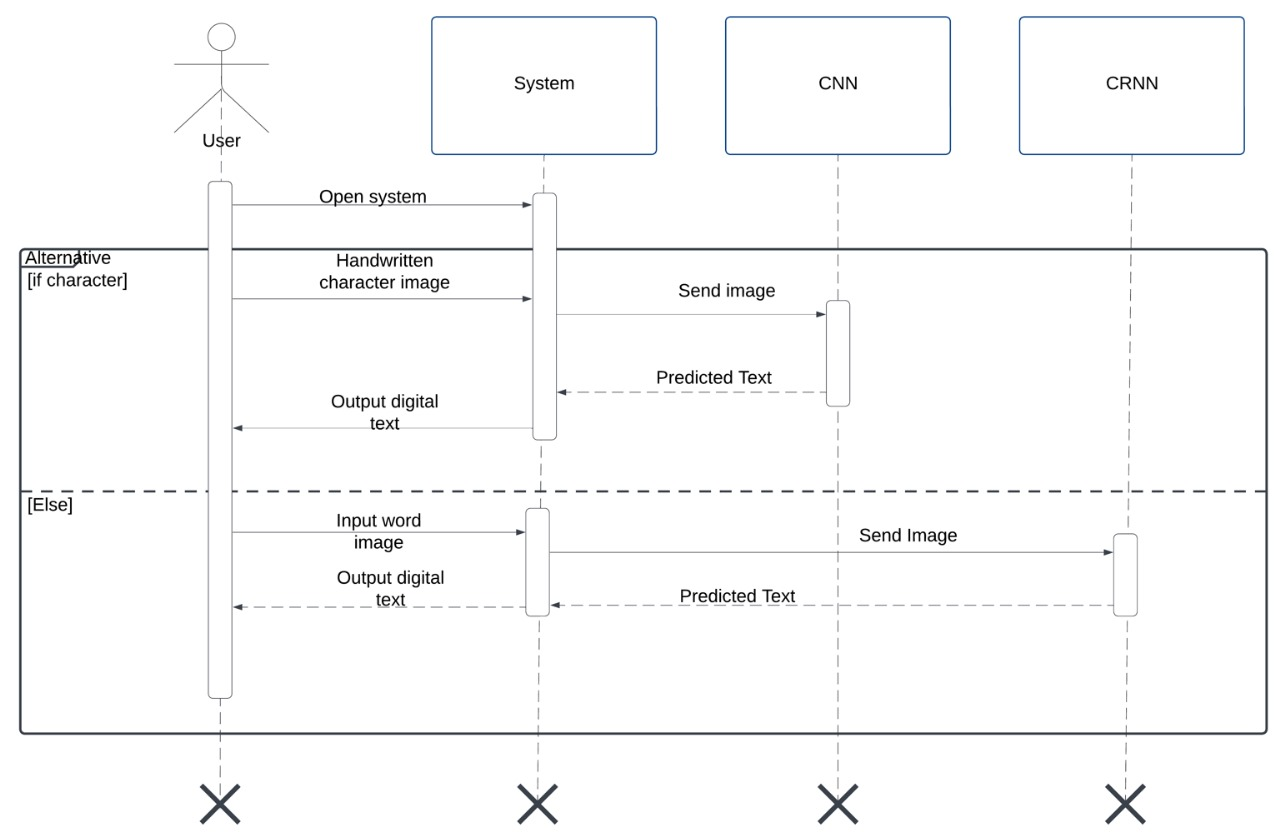 User
System
CNN
CRNN
Open system
Alternative
[if character]
Handwritten
character image
Send image
Predicted Text
Output digital
text
[Else]
Input word
image
Send Image
Output digital
text
Predicted Text